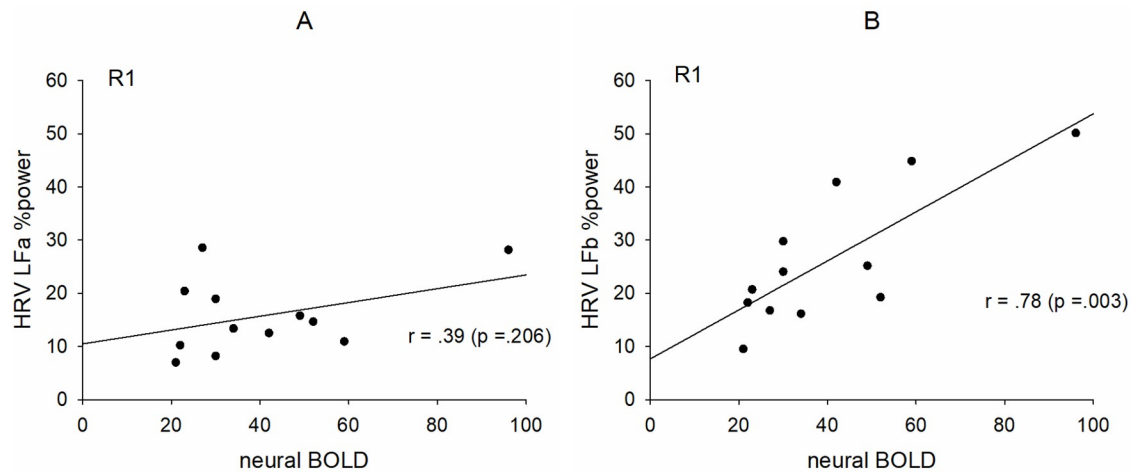 A
R1
60
50
40
30
20
10
0
HRV LFa %power
r = .39 (p =.206)
0 20 40 60 80 100
neural BOLD
B
R1
60
50
40
30
20
10
0
HRV LFb %power
r = .78 (p =.003)
0 20 40 60 80 100
neural BOLD